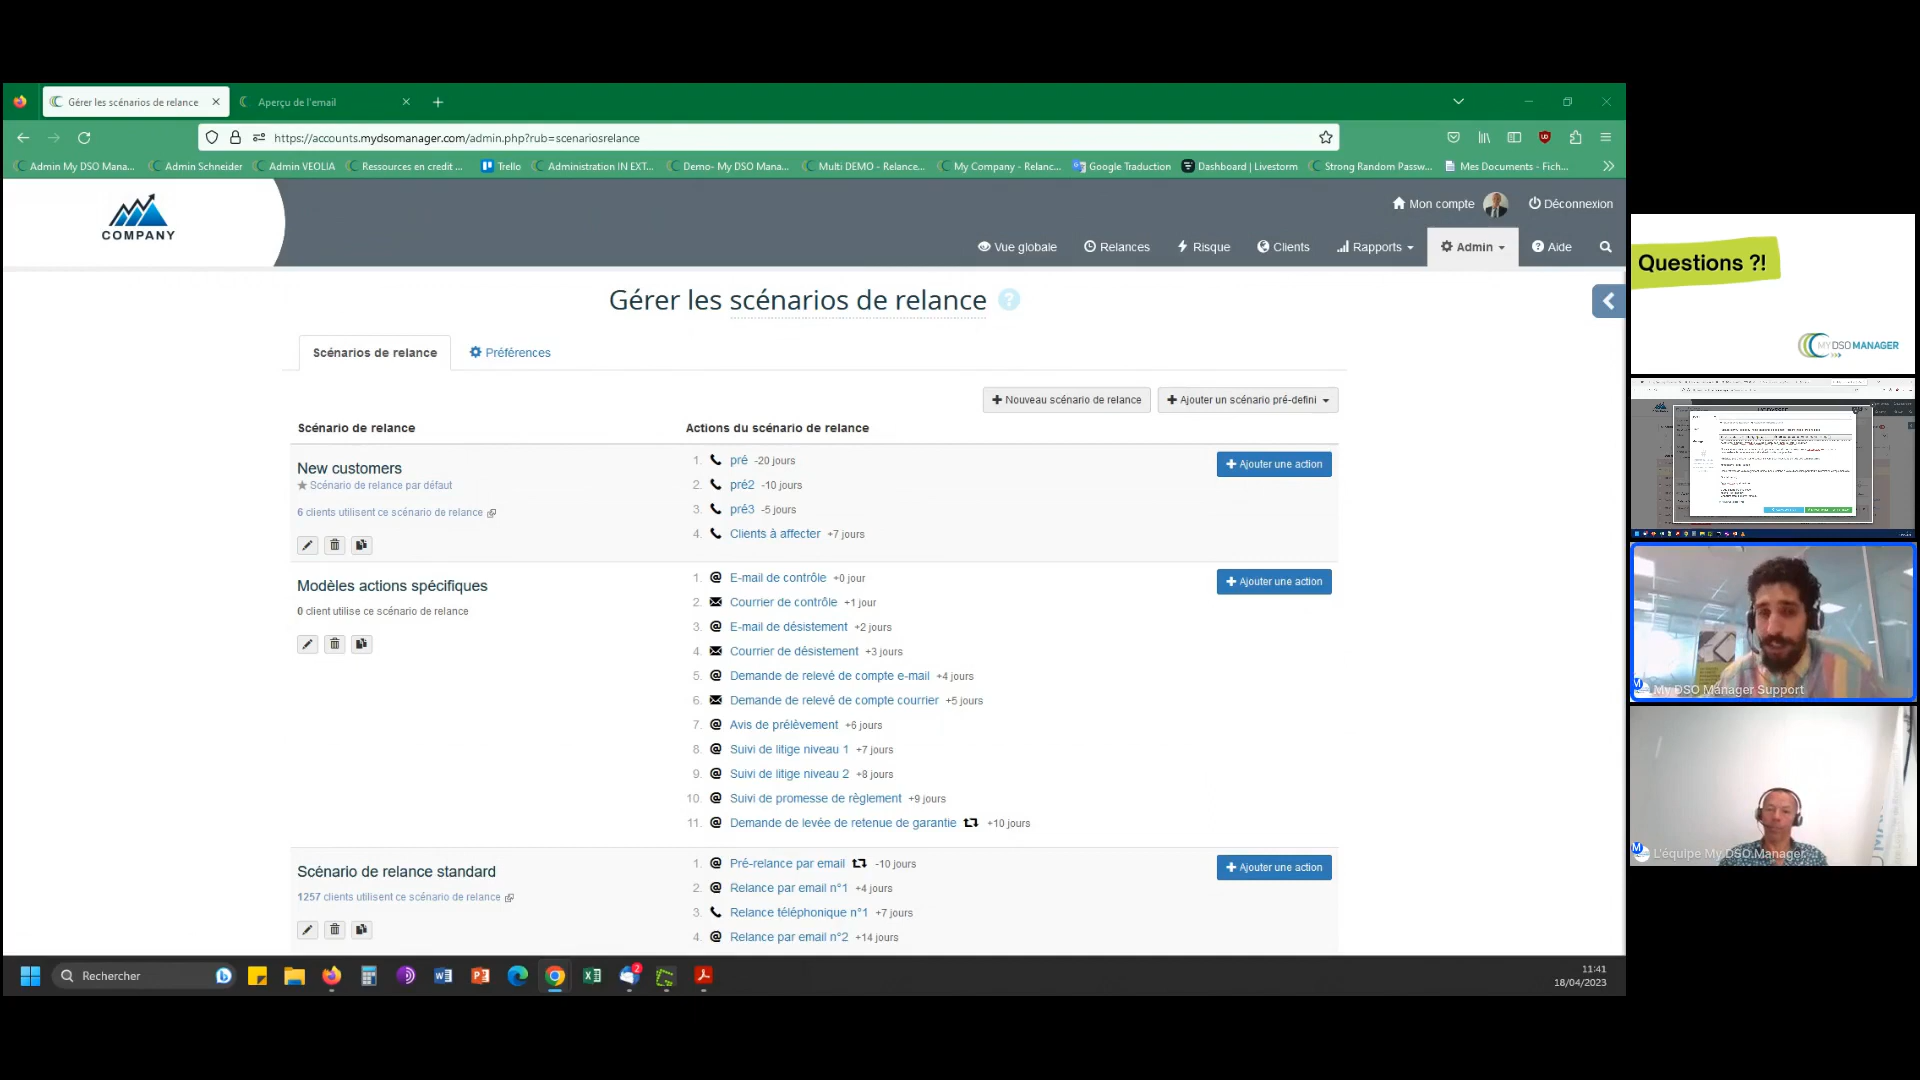 Gérer les scénarios de relance
Aperçu de l'email
https://accounts.mydsomanager.com/admin.php?rub=scenariosrelance
Admin My DSO Mana...
Admin Schneider
Admin VEOLIA
Ressources en credit ...
Trello
Administration IN EXT...
Demo- My DSO Mana...
Multi DEMO - Relance...
My Company - Relanc...
Google Traduction
Dashboard | Livestorm
Strong Random Passw...
Mes Documents - Fich...
COMPANY
Mon compte
Déconnexion
Vue globale
Relances
Risque
Clients
Rapports
Admin
Aide
Gérer les scénarios de relance ?
Scénarios de relance
Préférences
Nouveau scénario de relance
Ajouter un scénario pré-defini
Scénario de relance
Actions du scénario de relance
New customers
Scénario de relance par défaut
6 clients utilisent ce scénario de relance
1. pré -20 jours
2. pré2 -10 jours
3. pré3 -5 jours
4. Clients à affecter +7 jours
Ajouter une action
Modèles actions spécifiques
0 client utilise ce scénario de relance
1. E-mail de contrôle +0 jour
2. Courrier de contrôle +1 jour
3. E-mail de désistement +2 jours
4. Courrier de désistement +3 jours
5. Demande de relevé de compte e-mail +4 jours
6. Demande de relevé de compte courrier +5 jours
7. Avis de prélèvement +6 jours
8. Suivi de litige niveau 1 +7 jours
9. Suivi de litige niveau 2 +8 jours
10. Suivi de promesse de règlement +9 jours
11. Demande de levée de retenue de garantie +10 jours
Ajouter une action
Scénario de relance standard
1257 clients utilisent ce scénario de relance
1. Pré-relance par email -10 jours
2. Relance par email n°1 +4 jours
3. Relance téléphonique n°1 +7 jours
4. Relance par email n°2 +14 jours
Ajouter une action
Rechercher
2
11:41
18/04/2023
Questions ?!
MY DSO MANAGER
My DSO Manager Support
L'équipe My DSO Manager